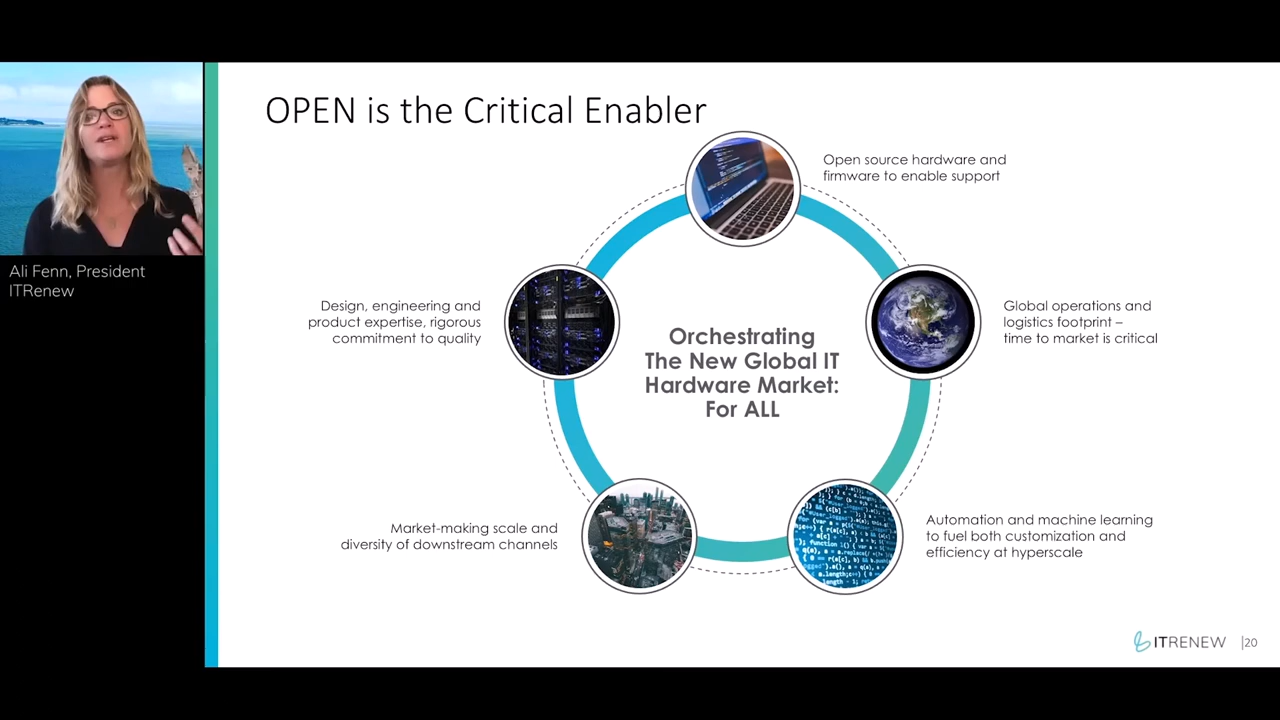 OPEN is the Critical Enabler
Ali Fenn, President
ITRenew
Open source hardware and
firmware to enable support
Design, engineering and
product expertise, rigorous
commitment to quality
Orchestrating
The New Global IT
Hardware Market:
For ALL
Global operations and
logistics footprint –
time to market is critical
Market-making scale and
diversity of downstream channels
Automation and machine learning
to fuel both customization and
efficiency at hyperscale
ITRENEW |20